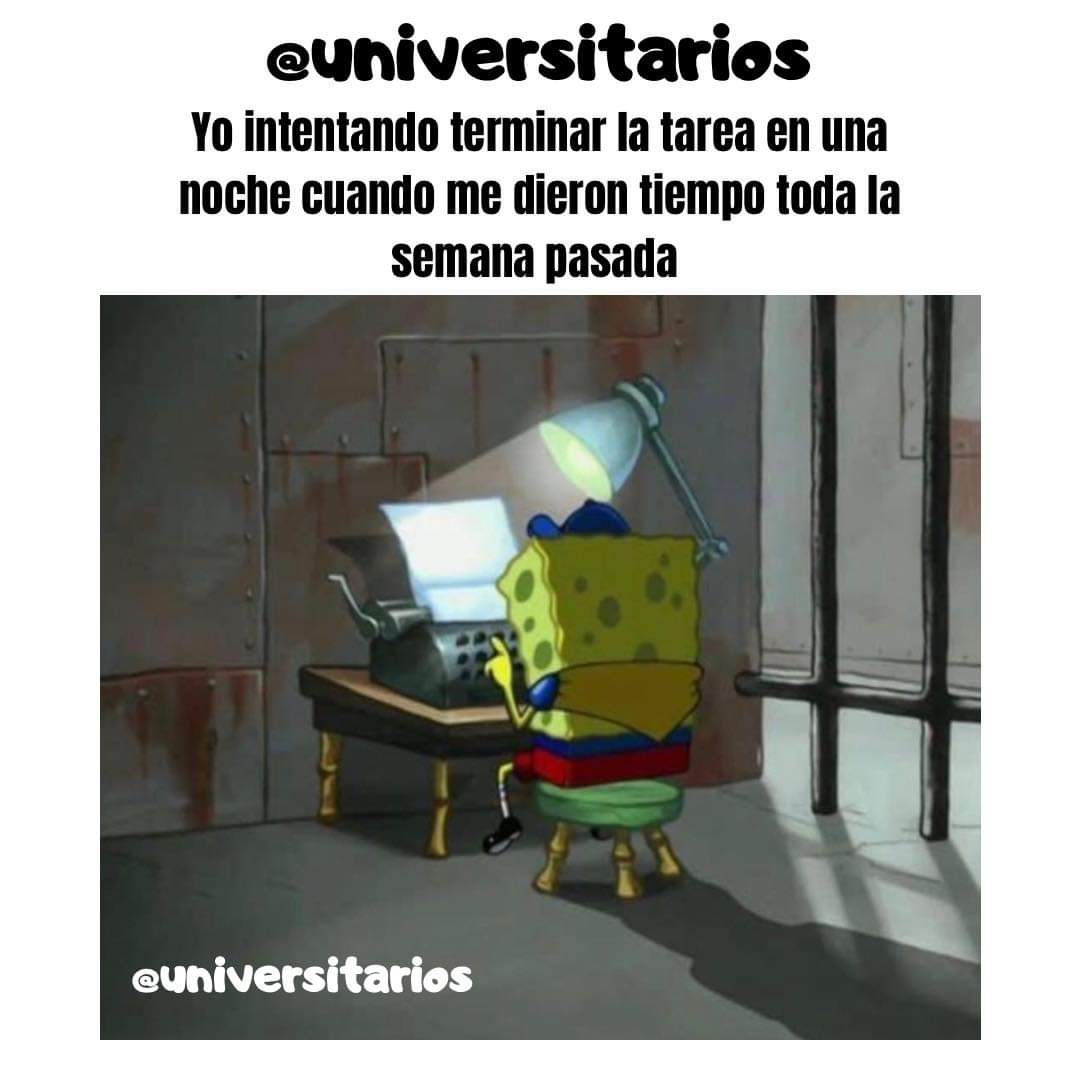 @universitarios
Yo intentando terminar la tarea en una
noche cuando me dieron tiempo toda la
semana pasada
@universitarios